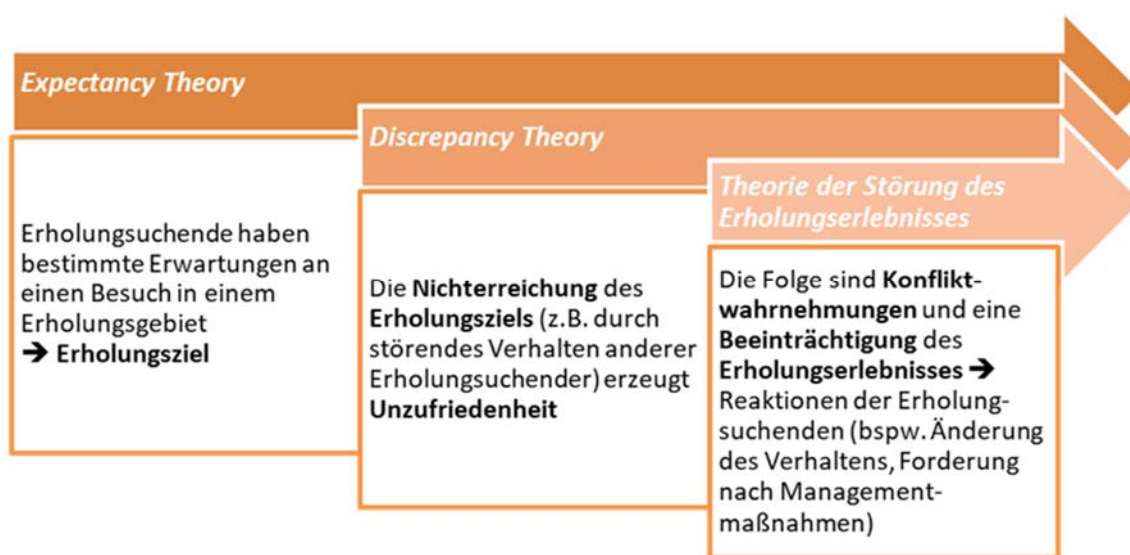 Expectancy Theory
Erholungsuchende haben
bestimmte Erwartungen an
einen Besuch in einem
Erholungsgebiet
➔ Erholungsziel
Discrepancy Theory
Die Nichterreichung des
Erholungsziels (z.B. durch
störendes Verhalten anderer
Erholungsuchender) erzeugt
Unzufriedenheit
Theorie der Störung des
Erholungserlebnisses
Die Folge sind Konflikt-
wahrnehmungen und eine
Beeinträchtigung des
Erholungserlebnisses ➔
Reaktionen der Erholung-
suchenden (bspw. Änderung
des Verhaltens, Forderung
nach Management-
maßnahmen)